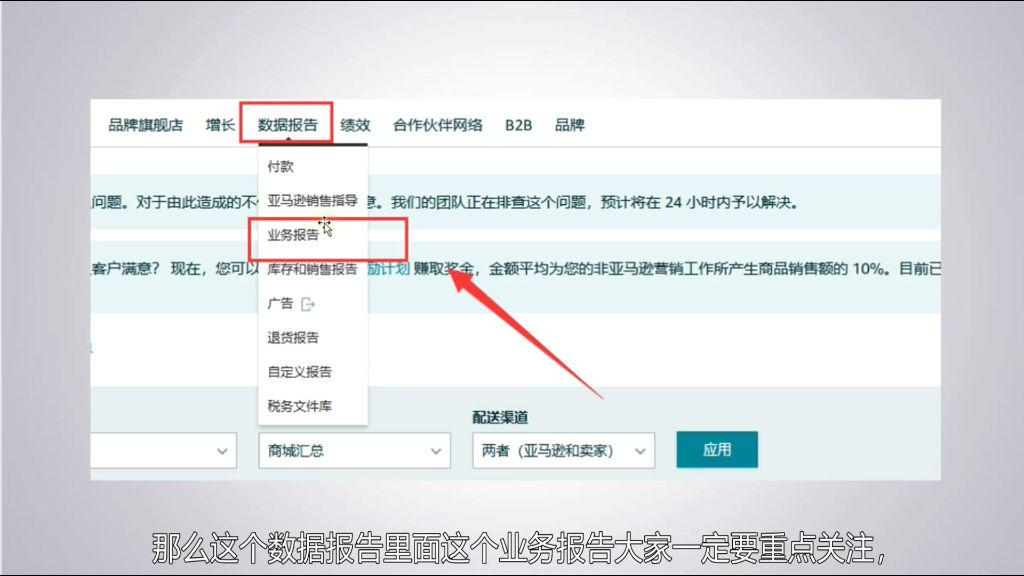 品牌旗舰店 增长 数据报告 绩效 合作伙伴网络 B2B 品牌
付款
问题。对于由此造成的不 亚马逊销售指导 意。我们的团队正在排查这个问题，预计将在 24 小时内予以解决。
业务报告
客户满意？ 现在，您可以 库存和销售报告 励计划 赚取奖金，金额平均为您的非亚马逊营销工作所产生商品销售额的 10%。目前已
广告
退货报告
自定义报告
税务文件库
配送渠道
商城汇总 两者（亚马逊和卖家） 应用
那么这个数据报告里面这个业务报告大家一定要重点关注，